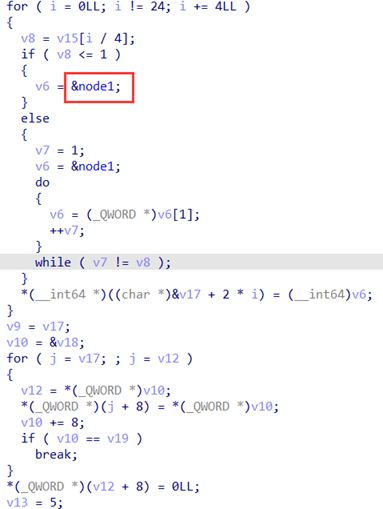 for ( i = 0LL; i != 24; i += 4LL )
{
  v8 = v15[i / 4];
  if ( v8 <= 1 )
  {
    v6 = &node1;
  }
  else
  {
    v7 = 1;
    v6 = &node1;
    do
    {
      v6 = (_QWORD *)v6[1];
      ++v7;
    }
    while ( v7 != v8 );
  }
  *(__int64 *)((char *)&v17 + 2 * i) = (__int64)v6;
}
v9 = v17;
v10 = &v18;
for ( j = v17; ; j = v12 )
{
  v12 = *(_QWORD *)v10;
  *(_QWORD *)(j + 8) = *(_QWORD *)v10;
  v10 += 8;
  if ( v10 == v19 )
    break;
}
*(_QWORD *)(v12 + 8) = 0LL;
v13 = 5;